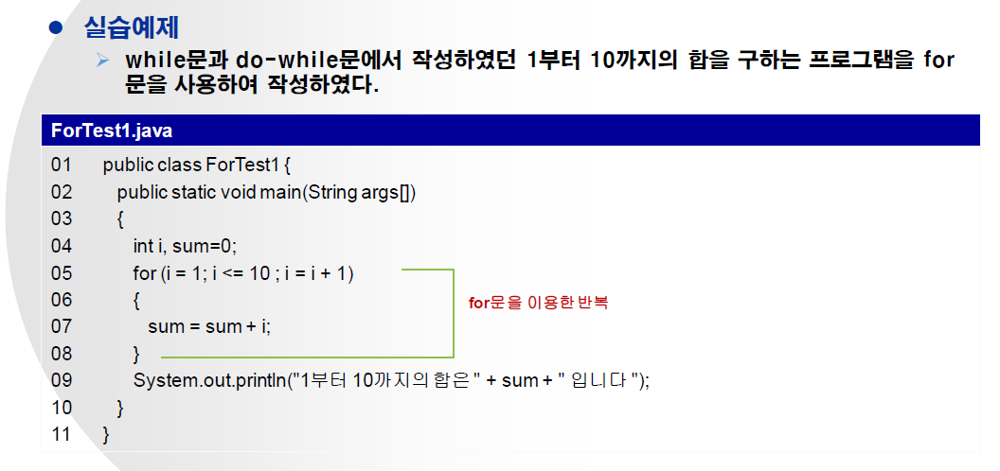 실습예제
while문과 do-while문에서 작성하였던 1부터 10까지의 합을 구하는 프로그램을 for
문을 사용하여 작성하였다.
ForTest1.java
01 public class ForTest1 {
02 public static void main(String args[])
03 {
04 int i, sum=0;
05 for (i = 1; i <= 10 ; i = i + 1)
06 {
for문을 이용한 반복
07 sum = sum + i;
08 }
09 System.out.println("1부터 10까지의 합은 " + sum + " 입니다 ");
10 }
11 }